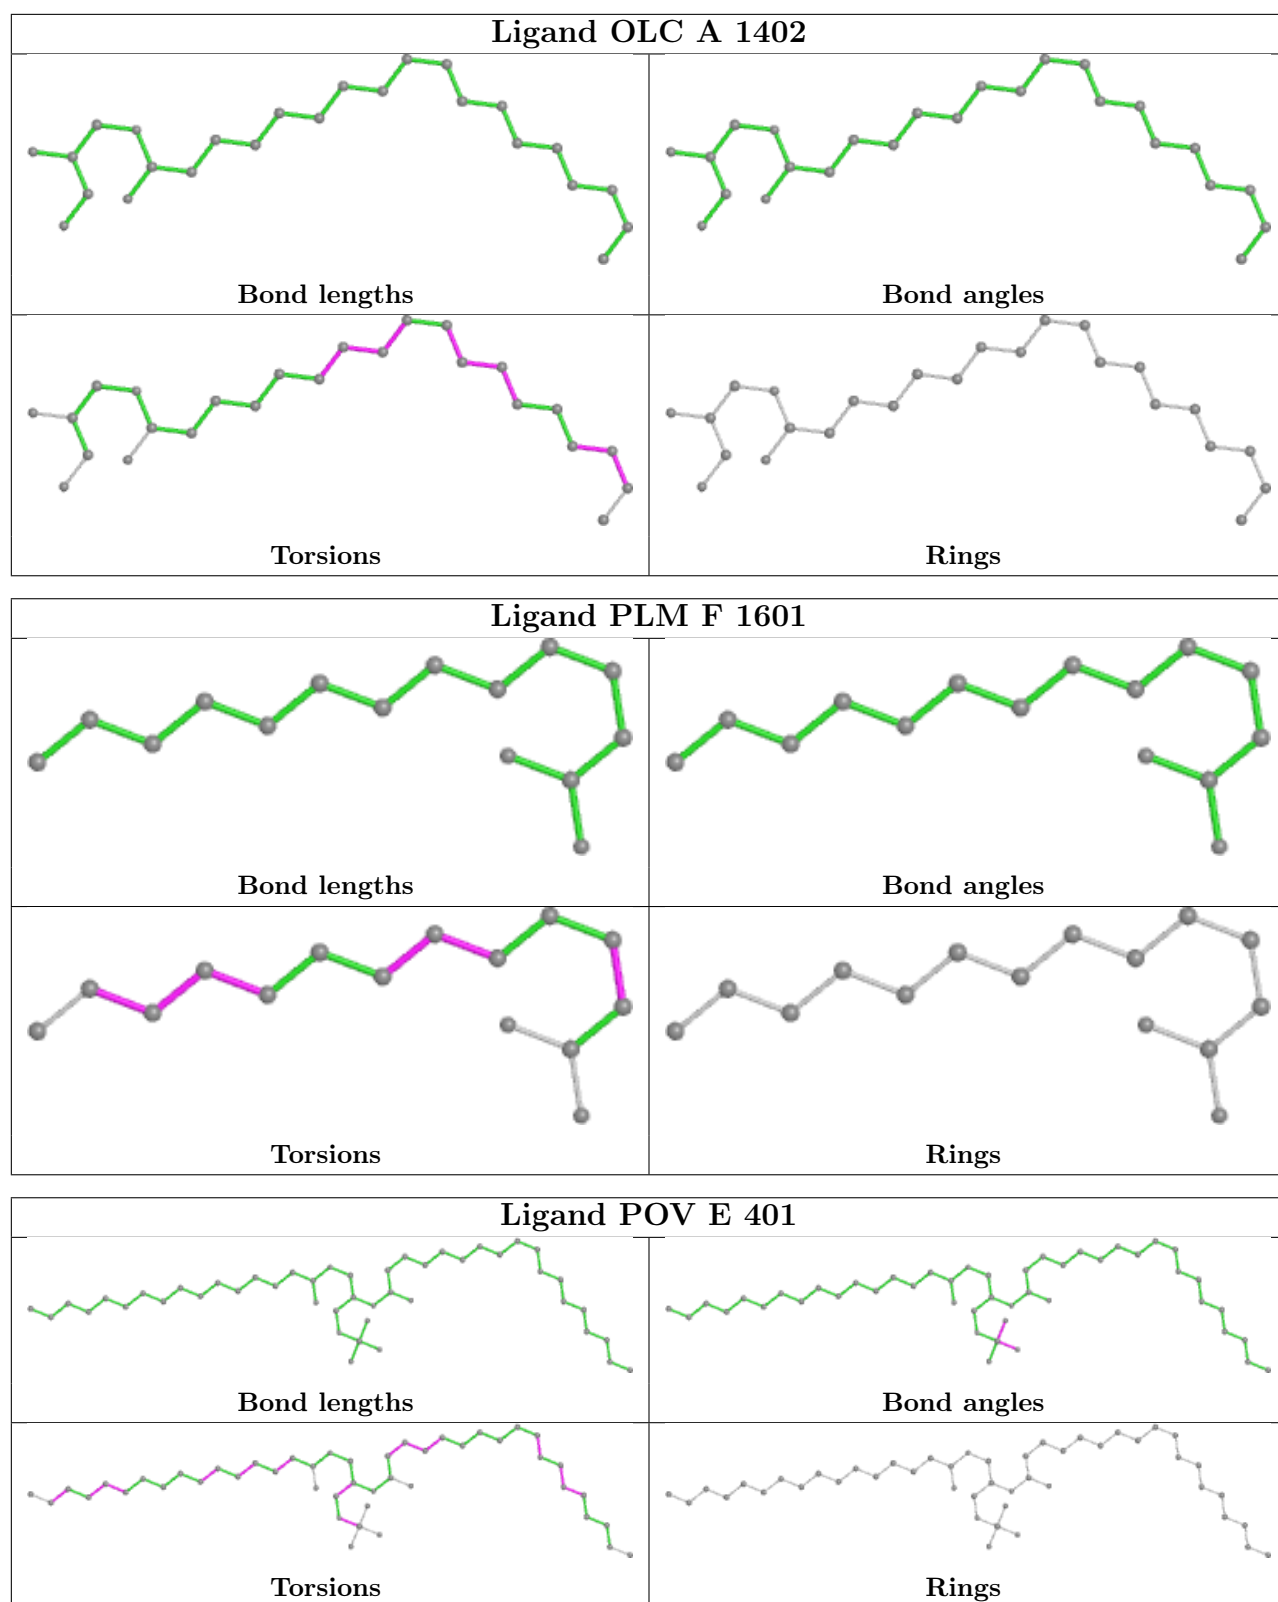 Ligand OLC A 1402
Bond lengths
Bond angles
Torsions
Rings
Ligand PLM F 1601
Bond lengths
Bond angles
Torsions
Rings
Ligand POV E 401
Bond lengths
Bond angles
Torsions
Rings